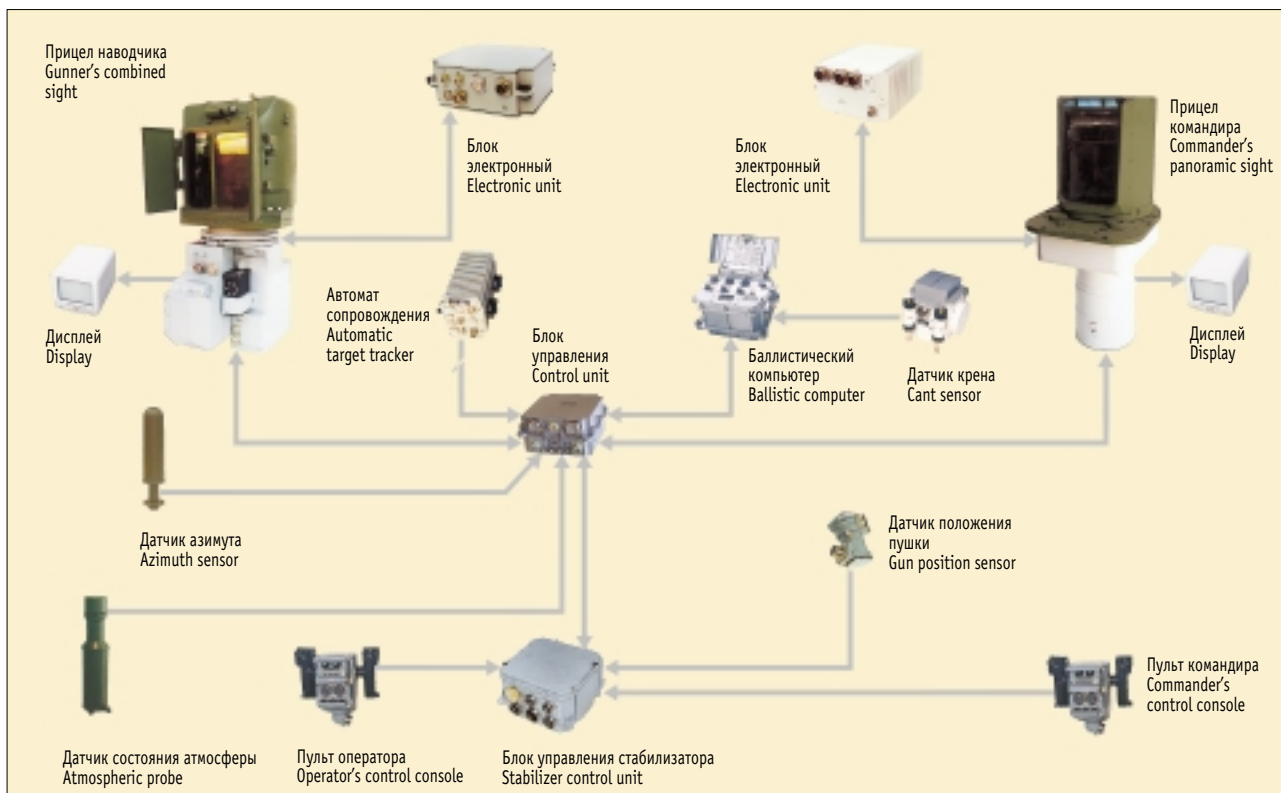 Прицел наводчика
Gunner's combined
sight
Блок
электронный
Electronic unit
Блок
электронный
Electronic unit
Прицел
командира
Commander's
panoramic sight
Дисплей
Display
Автомат
сопровождения
Automatic
target tracker
Блок
управления
Control unit
Баллистический
компьютер
Ballistic computer
Датчик крена
Cant sensor
Дисплей
Display
Датчик азимута
Azimuth sensor
Датчик положения
пушки
Gun position sensor
Датчик состояния атмосферы
Atmospheric probe
Пульт оператора
Operator's control console
Блок управления стабилизатора
Stabilizer control unit
Пульт командира
Commander's
control console